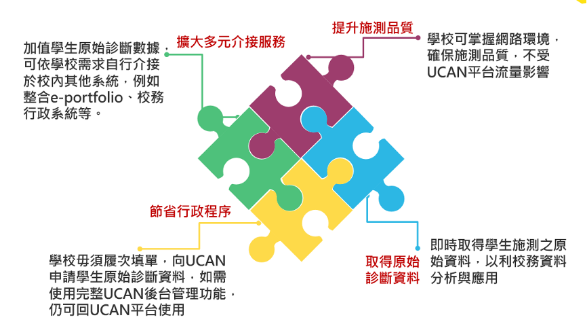 擴大多元介接服務
加值學生原始診斷數據,
可依學校需求自行介接
於校內其他系統,例如
整合e-portfolio、校務
行政系統等。
提升施測品質
學校可掌握網路環境,
確保施測品質,不受
UCAN平台流量影響
節省行政程序
學校毋須履次填單,向UCAN
申請學生原始診斷資料,如需
使用完整UCAN後台管理功能,
仍可回UCAN平台使用
取得原始
診斷資料
即時取得學生施測之原
始資料,以利校務資料
分析與應用